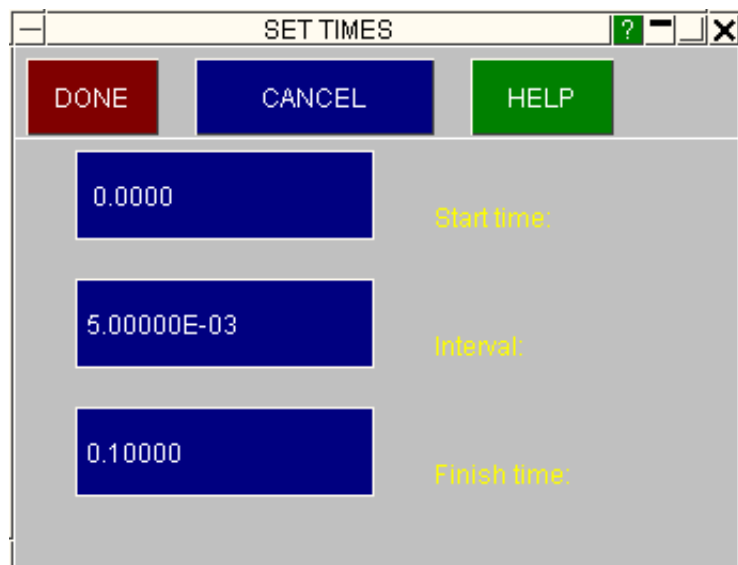 SET TIMES ?
DONE CANCEL HELP
0.0000 Start time:
5.00000E-03 Interval:
0.10000 Finish time: